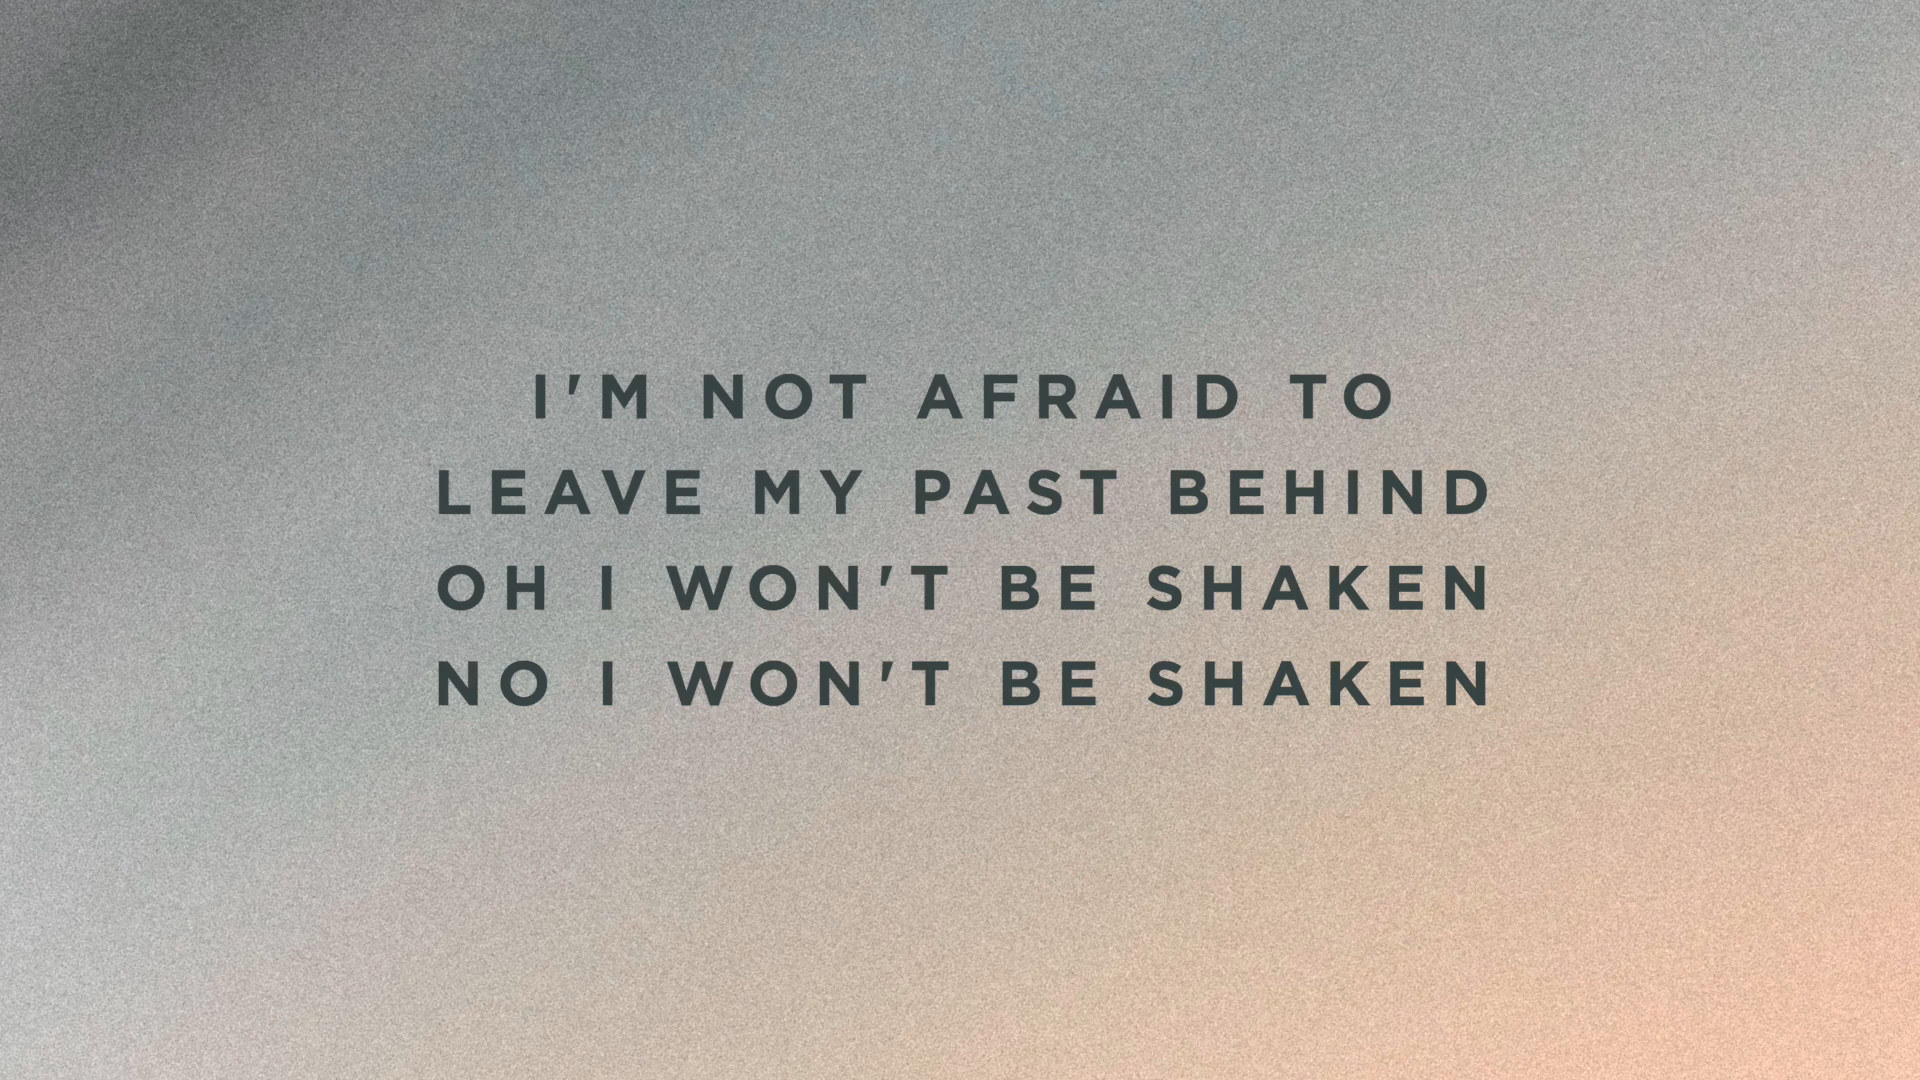 I'M NOT AFRAID TO
LEAVE MY PAST BEHIND
OH I WON'T BE SHAKEN
NO I WON'T BE SHAKEN